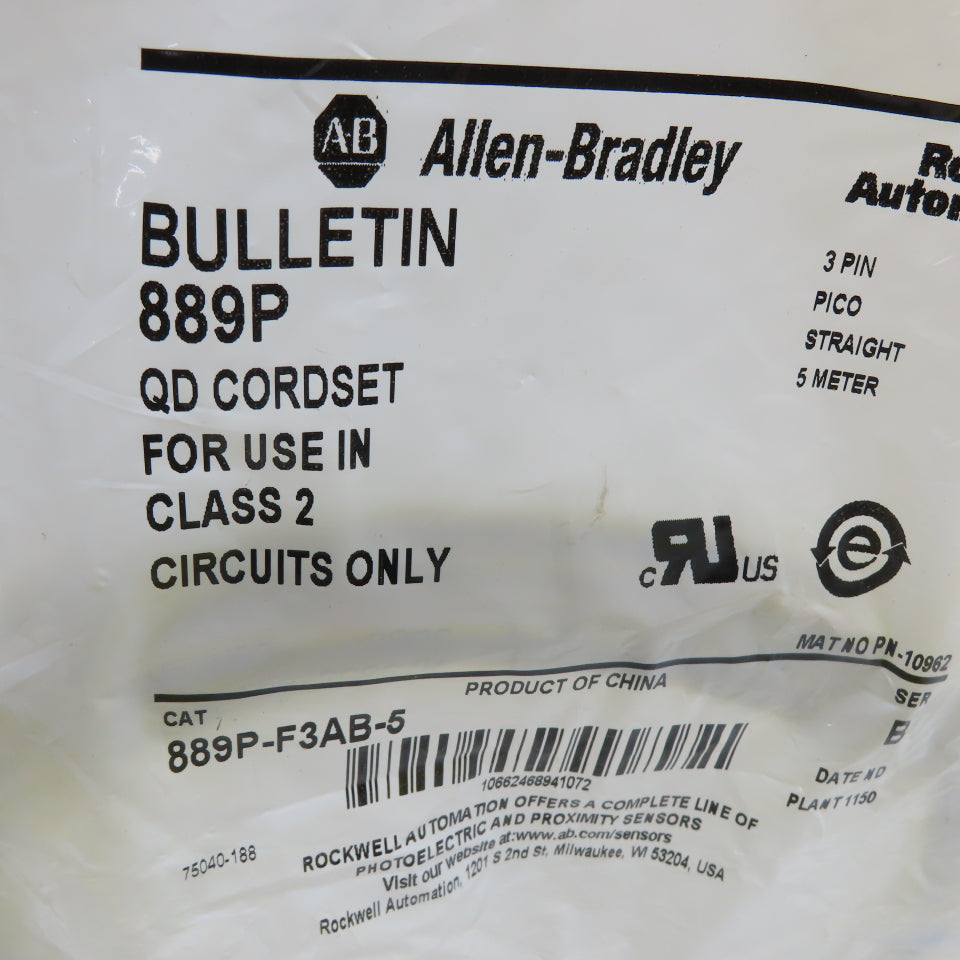 AB Allen-Bradley
BULLETIN
889P
QD CORDSET
FOR USE IN
CLASS 2
CIRCUITS ONLY
3 PIN
PICO
STRAIGHT
5 METER
c RU US
e
MAT NO PN-10962
PRODUCT OF CHINA
CAT
889P-F3AB-5
SER
B
10662468941072
DATE ND
PLANT 1150
75040-188
ROCKWELL AUTOMATION OFFERS A COMPLETE LINE OF
PHOTOELECTRIC AND PROXIMITY SENSORS
Visit our website at:www.ab.com/sensors
Rockwell Automation, 1201 S 2nd St, Milwaukee, WI 53204, USA